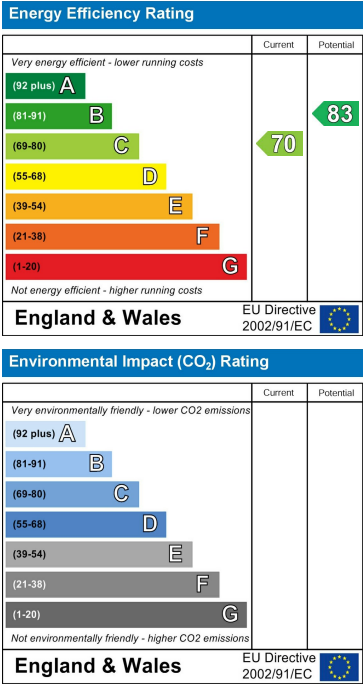 Energy Efficiency Rating
Current Potential
Very energy efficient - lower running costs
(92 plus) A
(81-91) B
83
(69-80) C
70
(55-68) D
(39-54) E
(21-38) F
(1-20) G
Not energy efficient - higher running costs
England & Wales
EU Directive
2002/91/EC
Environmental Impact (CO₂) Rating
Current Potential
Very environmentally friendly - lower CO2 emissions
(92 plus) A
(81-91) B
(69-80) C
(55-68) D
(39-54) E
(21-38) F
(1-20) G
Not environmentally friendly - higher CO2 emissions
England & Wales
EU Directive
2002/91/EC